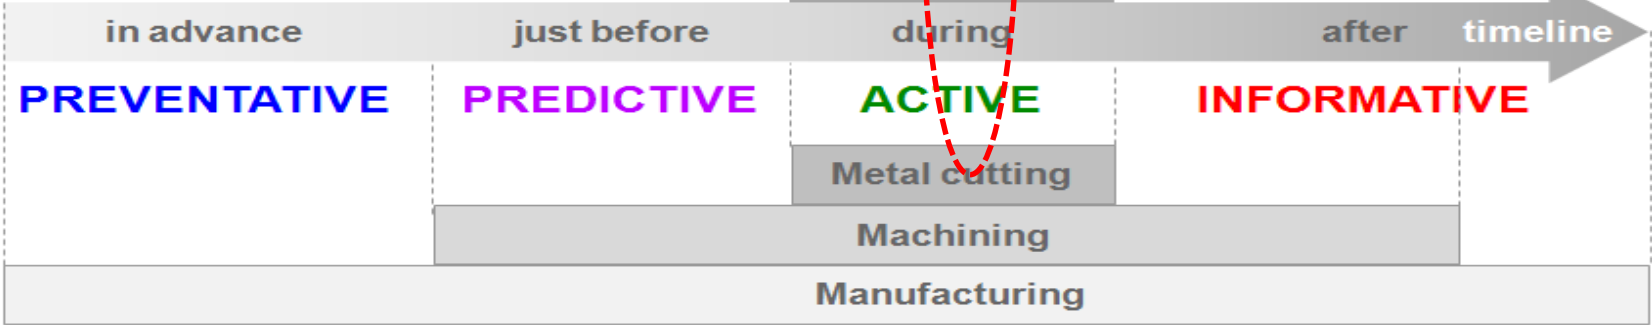 in advance just before during after timeline
PREVENTATIVE PREDICTIVE ACTIVE INFORMATIVE
Metal cutting
Machining
Manufacturing